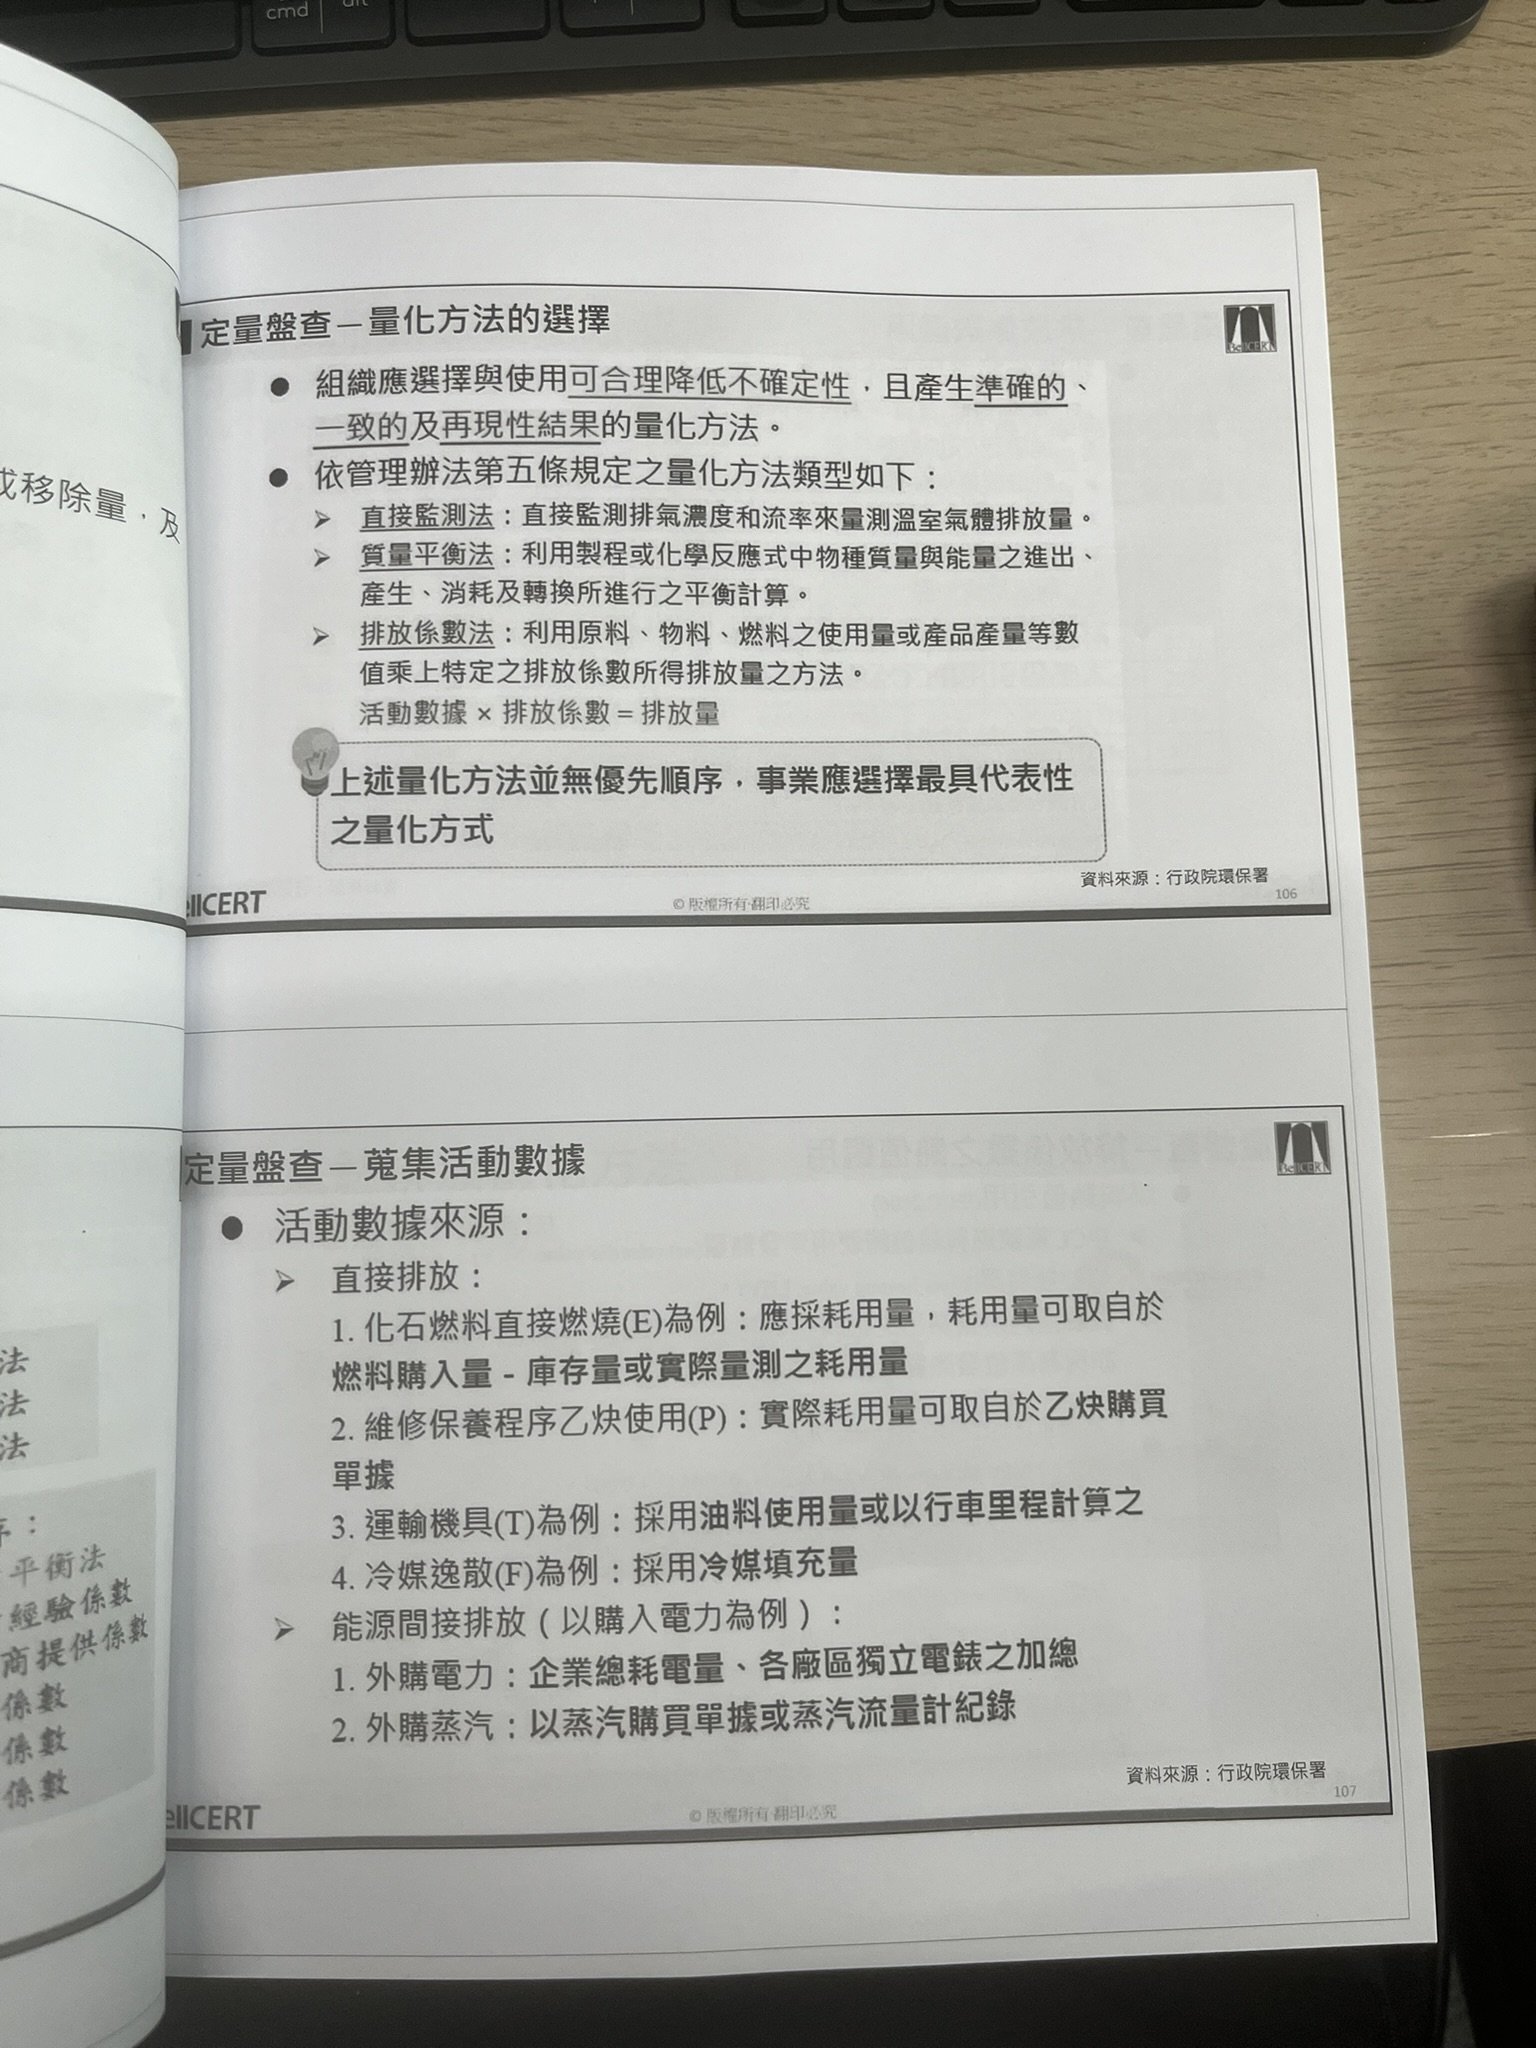 cmd
alt
或移除量，及
法
法
法
序：
平衡法
經驗係數
商提供係數
係數
係數
係數
定量盤查－量化方法的選擇
BellCERT
● 組織應選擇與使用可合理降低不確定性，且產生準確的、
一致的及再現性結果的量化方法。
● 依管理辦法第五條規定之量化方法類型如下：
➢ 直接監測法：直接監測排氣濃度和流率來量測溫室氣體排放量。
➢ 質量平衡法：利用製程或化學反應式中物種質量與能量之進出、
產生、消耗及轉換所進行之平衡計算。
➢ 排放係數法：利用原料、物料、燃料之使用量或產品產量等數
值乘上特定之排放係數所得排放量之方法。
活動數據 × 排放係數 = 排放量
上述量化方法並無優先順序，事業應選擇最具代表性
之量化方式
資料來源：行政院環保署
ellCERT
© 版權所有‧翻印必究
106
定量盤查－蒐集活動數據
BellCERT
● 活動數據來源：
➢ 直接排放：
1. 化石燃料直接燃燒(E)為例：應採耗用量，耗用量可取自於
燃料購入量 - 庫存量或實際量測之耗用量
2. 維修保養程序乙炔使用(P)：實際耗用量可取自於乙炔購買
單據
3. 運輸機具(T)為例：採用油料使用量或以行車里程計算之
4. 冷媒逸散(F)為例：採用冷媒填充量
➢ 能源間接排放（以購入電力為例）：
1. 外購電力：企業總耗電量、各廠區獨立電錶之加總
2. 外購蒸汽：以蒸汽購買單據或蒸汽流量計紀錄
資料來源：行政院環保署
ellCERT
© 版權所有‧翻印必究
107